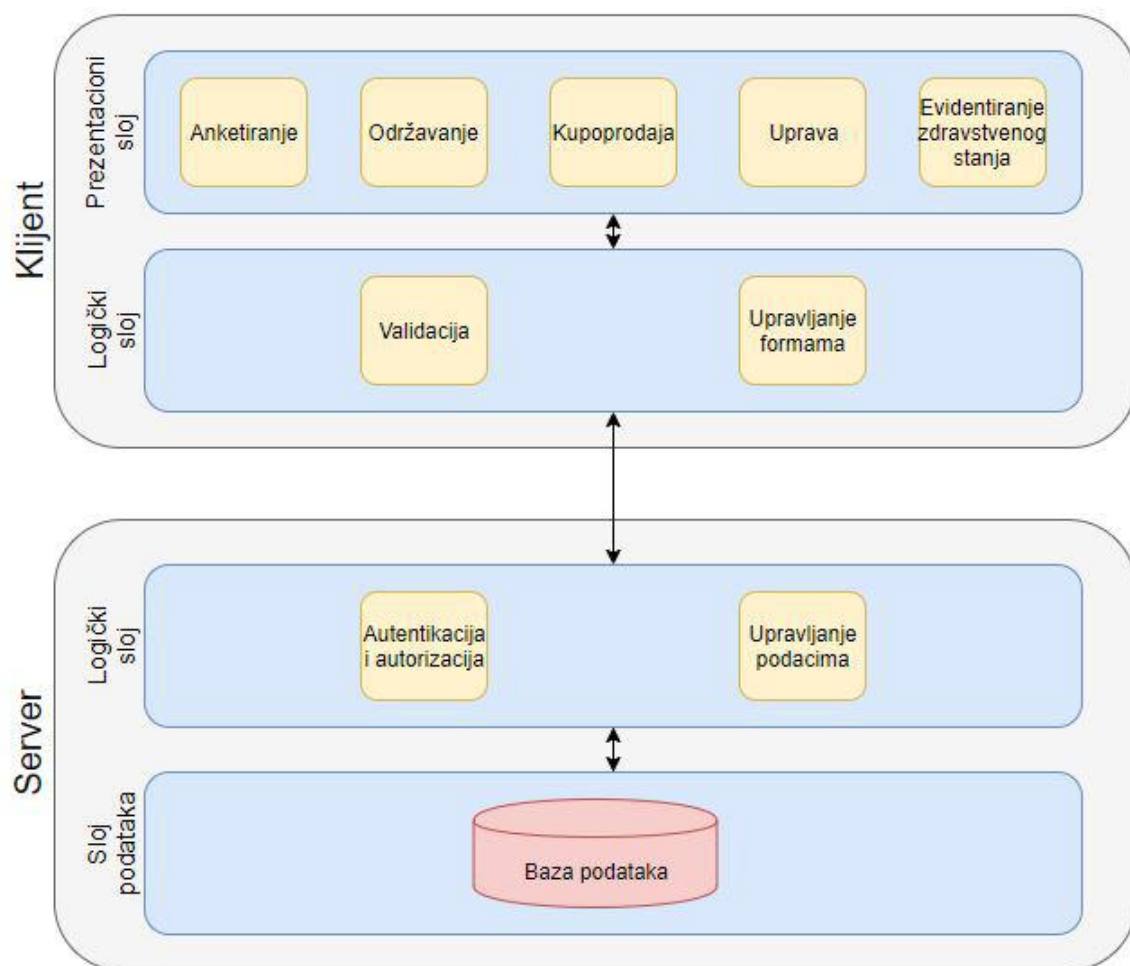 Klijent
Prezentacioni
sloj
Anketiranje
Održavanje
Kupoprodaja
Uprava
Evidentiranje
zdravstvenog
stanja
Logički
sloj
Validacija
Upravljanje
formama
Server
Logički
sloj
Autentikacija
i autorizacija
Upravljanje
podacima
Sloj
podataka
Baza podataka